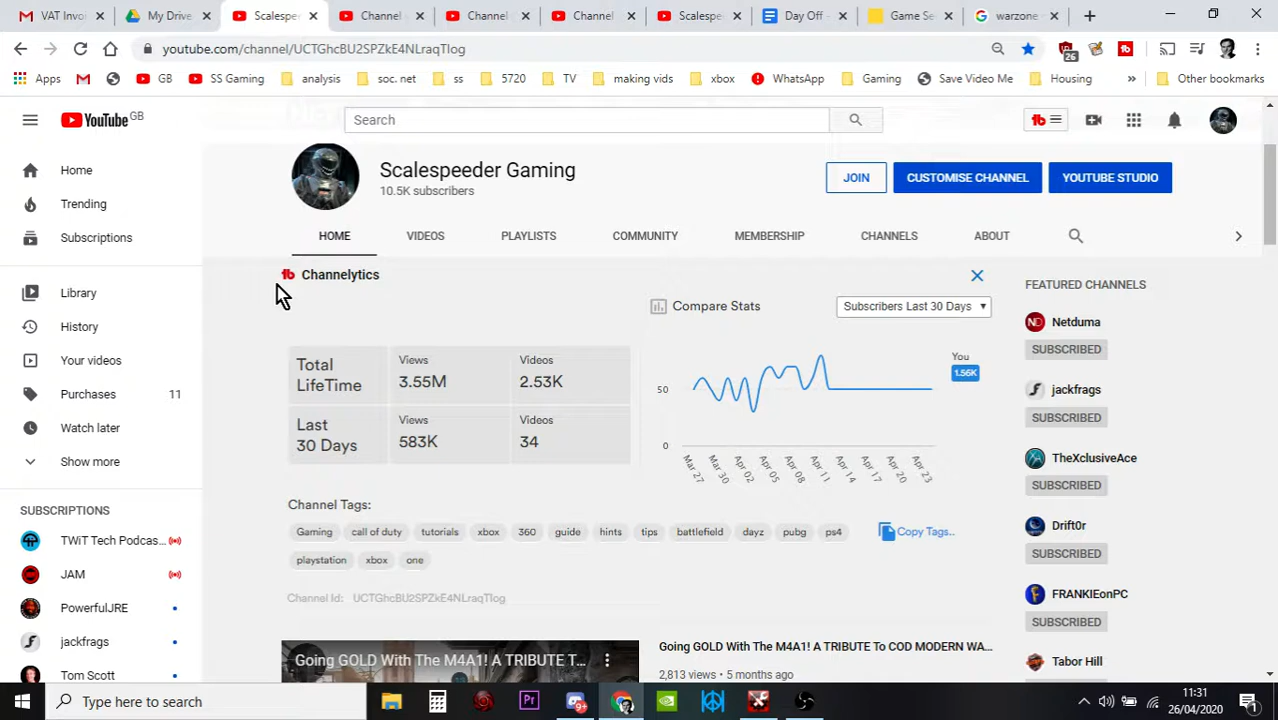 VAT Invoi
My Drive
Scalespee
Channel
Channel
Channel
Scalespe
Day Off
Game Se
warzone
youtube.com/channel/UCTGhcBU2SPZkE4NLraqTlog
26
Apps
GB
SS Gaming
analysis
soc. net
ss
5720
TV
making vids
xbox
WhatsApp
Gaming
Save Video Me
Housing
»
Other bookmarks
YouTube GB
Search
Home
Trending
Subscriptions
Library
History
Your videos
Purchases 11
Watch later
Show more
SUBSCRIPTIONS
TWiT Tech Podcas...
JAM
PowerfulJRE
jackfrags
Tom Scott
Scalespeeder Gaming
10.5K subscribers
JOIN
CUSTOMISE CHANNEL
YOUTUBE STUDIO
HOME
VIDEOS
PLAYLISTS
COMMUNITY
MEMBERSHIP
CHANNELS
ABOUT
Channelytics
Compare Stats
Subscribers Last 30 Days
Total LifeTime
Views 3.55M
Videos 2.53K
Last 30 Days
Views 583K
Videos 34
50
0
You
1.56K
Mar 27
Mar 30
Apr 02
Apr 05
Apr 08
Apr 11
Apr 14
Apr 17
Apr 20
Apr 23
Channel Tags:
Gaming call of duty tutorials xbox 360 guide hints tips battlefield dayz pubg ps4
playstation xbox one
Copy Tags..
Channel Id: UCTGhcBU2SPZkE4NLraqTlog
Going GOLD With The M4A1! A TRIBUTE T...
Going GOLD With The M4A1! A TRIBUTE To COD MODERN WA...
2,813 views • 5 months ago
FEATURED CHANNELS
Netduma
SUBSCRIBED
jackfrags
SUBSCRIBED
TheXclusiveAce
SUBSCRIBED
Drift0r
SUBSCRIBED
FRANKIEonPC
SUBSCRIBED
Tabor Hill
Type here to search
Pr
9+
11:31
26/04/2020
1